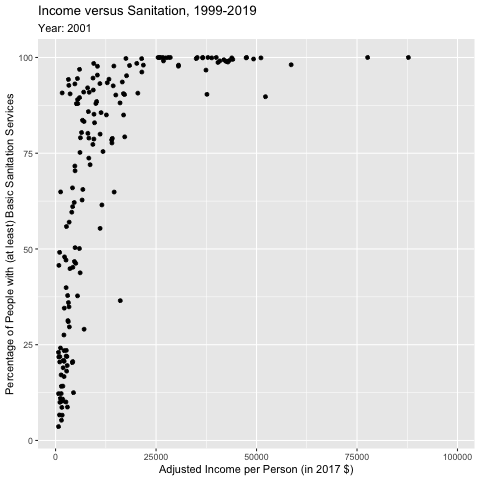 Income versus Sanitation, 1999-2019
Year: 2001
Percentage of People with (at least) Basic Sanitation Services
100
75
50
25
0
0 25000 50000 75000 100000
Adjusted Income per Person (in 2017 $)